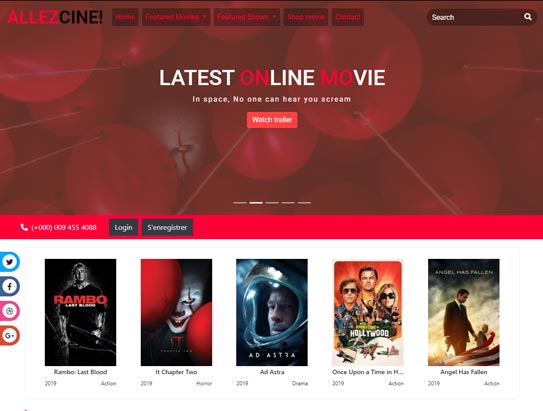 ALLEZCINE!
Home
Featured Movies
Featured Shows
Shop movie
Contact
Search
LATEST ONLINE MOVIE
In space, No one can hear you scream
Watch trailer
(+000) 009 455 4088
Login
S'enregistrer
RAMBO
LAST BLOOD
IT CHAPTER TWO
AD ASTRA
HOLLYWOOD
ANGEL HAS FALLEN
Rambo: Last Blood
2019 Action
It Chapter Two
2019 Horror
Ad Astra
2019 Drama
Once Upon a Time in H...
2019 Action
Angel Has Fallen
2019 Action